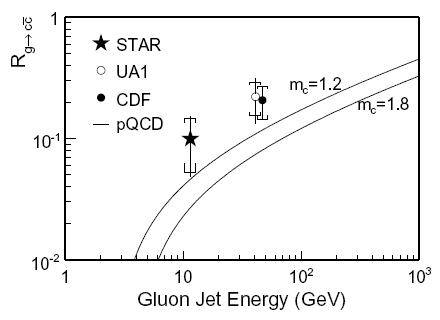 R_{g→cc̅}
1
10^{-1}
10^{-2}
★ STAR
○ UA1
● CDF
— pQCD
m_c=1.2
m_c=1.8
1 10 10^2 10^3
Gluon Jet Energy (GeV)